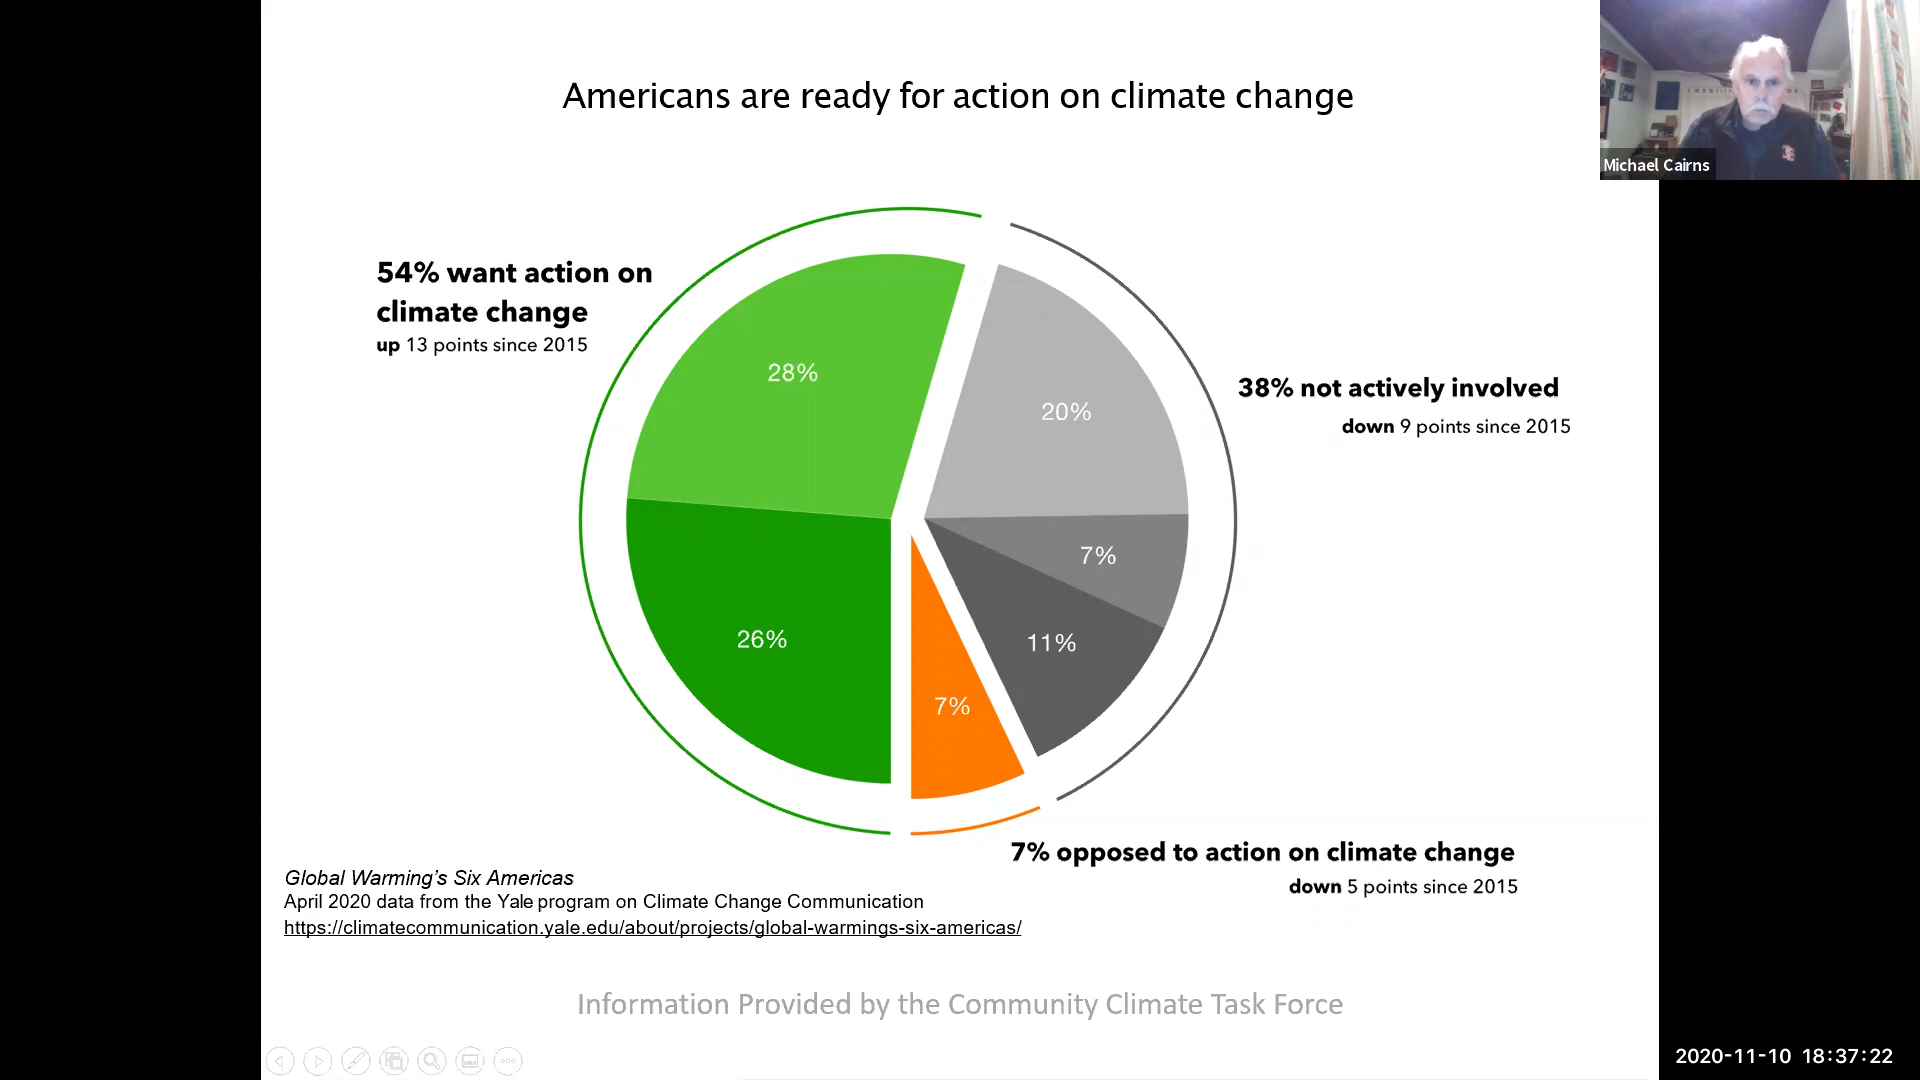 Americans are ready for action on climate change
Michael Cairns
54% want action on
climate change
up 13 points since 2015
28%
20%
38% not actively involved
down 9 points since 2015
7%
26%
11%
7%
7% opposed to action on climate change
down 5 points since 2015
Global Warming's Six Americas
April 2020 data from the Yale program on Climate Change Communication
https://climatecommunication.yale.edu/about/projects/global-warmings-six-americas/
Information Provided by the Community Climate Task Force
2020-11-10 18:37:22